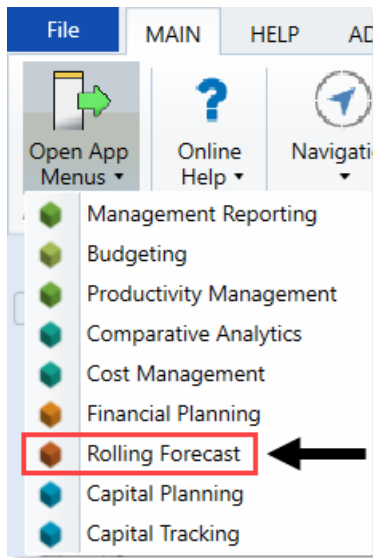 File MAIN HELP
Open App Online
Menus Help
Management Reporting
Budgeting
Productivity Management
Comparative Analytics
Cost Management
Financial Planning
Rolling Forecast
Capital Planning
Capital Tracking